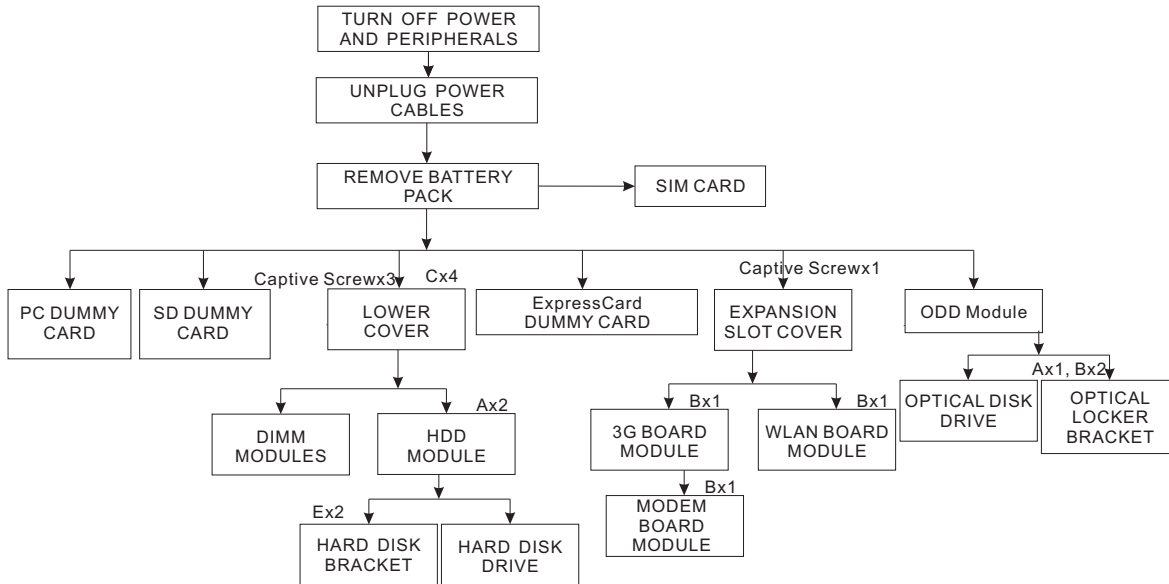 TURN OFF POWER
AND PERIPHERALS
UNPLUG POWER
CABLES
REMOVE BATTERY
PACK
SIM CARD
Captive Screwx3
Cx4
Captive Screwx1
PC DUMMY
CARD
SD DUMMY
CARD
LOWER
COVER
ExpressCard
DUMMY CARD
EXPANSION
SLOT COVER
ODD Module
Ax2
Bx1
Bx1
Ax1, Bx2
DIMM
MODULES
HDD
MODULE
3G BOARD
MODULE
WLAN BOARD
MODULE
OPTICAL DISK
DRIVE
OPTICAL
LOCKER
BRACKET
Ex2
Bx1
HARD DISK
BRACKET
HARD DISK
DRIVE
MODEM
BOARD
MODULE